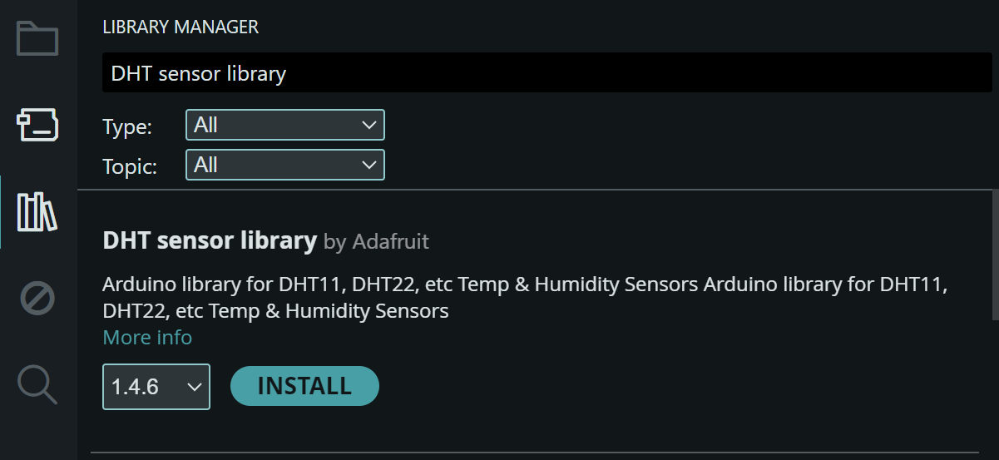 LIBRARY MANAGER
DHT sensor library
Type: All
Topic: All
DHT sensor library by Adafruit
Arduino library for DHT11, DHT22, etc Temp & Humidity Sensors Arduino library for DHT11,
DHT22, etc Temp & Humidity Sensors
More info
1.4.6 INSTALL